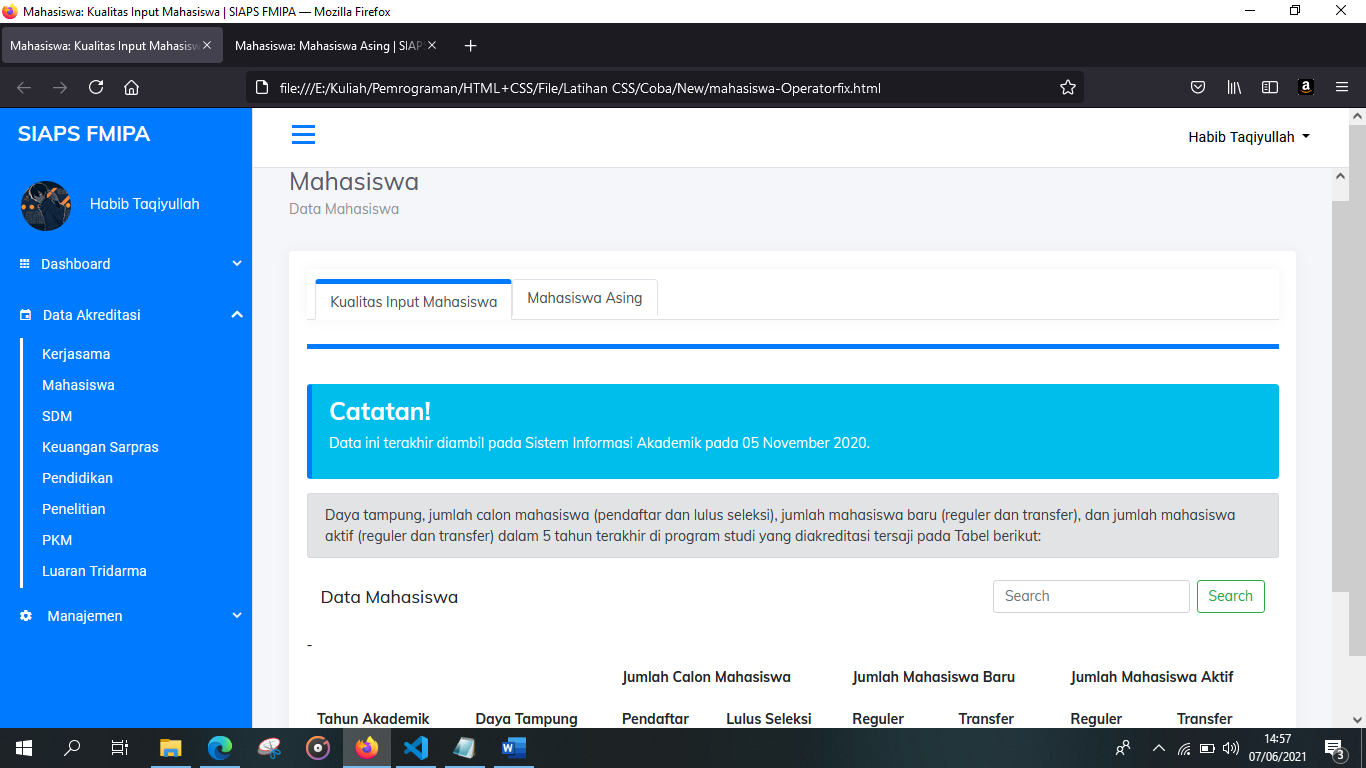 Mahasiswa: Kualitas Input Mahasiswa | SIAPS FMIPA — Mozilla Firefox
Mahasiswa: Kualitas Input Mahasisw
Mahasiswa: Mahasiswa Asing | SIAP
file:///E:/Kuliah/Pemrograman/HTML+CSS/File/Latihan CSS/Coba/New/mahasiswa-Operatorfix.html
SIAPS FMIPA
Habib Taqiyullah
Habib Taqiyullah
Dashboard
Data Akreditasi
Kerjasama
Mahasiswa
SDM
Keuangan Sarpras
Pendidikan
Penelitian
PKM
Luaran Tridarma
Manajemen
Mahasiswa
Data Mahasiswa
Kualitas Input Mahasiswa
Mahasiswa Asing
Catatan!
Data ini terakhir diambil pada Sistem Informasi Akademik pada 05 November 2020.
Daya tampung, jumlah calon mahasiswa (pendaftar dan lulus seleksi), jumlah mahasiswa baru (reguler dan transfer), dan jumlah mahasiswa
aktif (reguler dan transfer) dalam 5 tahun terakhir di program studi yang diakreditasi tersaji pada Tabel berikut:
Data Mahasiswa
Search
Search
-
Jumlah Calon Mahasiswa Jumlah Mahasiswa Baru Jumlah Mahasiswa Aktif
Tahun Akademik Daya Tampung Pendaftar Lulus Seleksi Reguler Transfer Reguler Transfer
14:57
07/06/2021
3